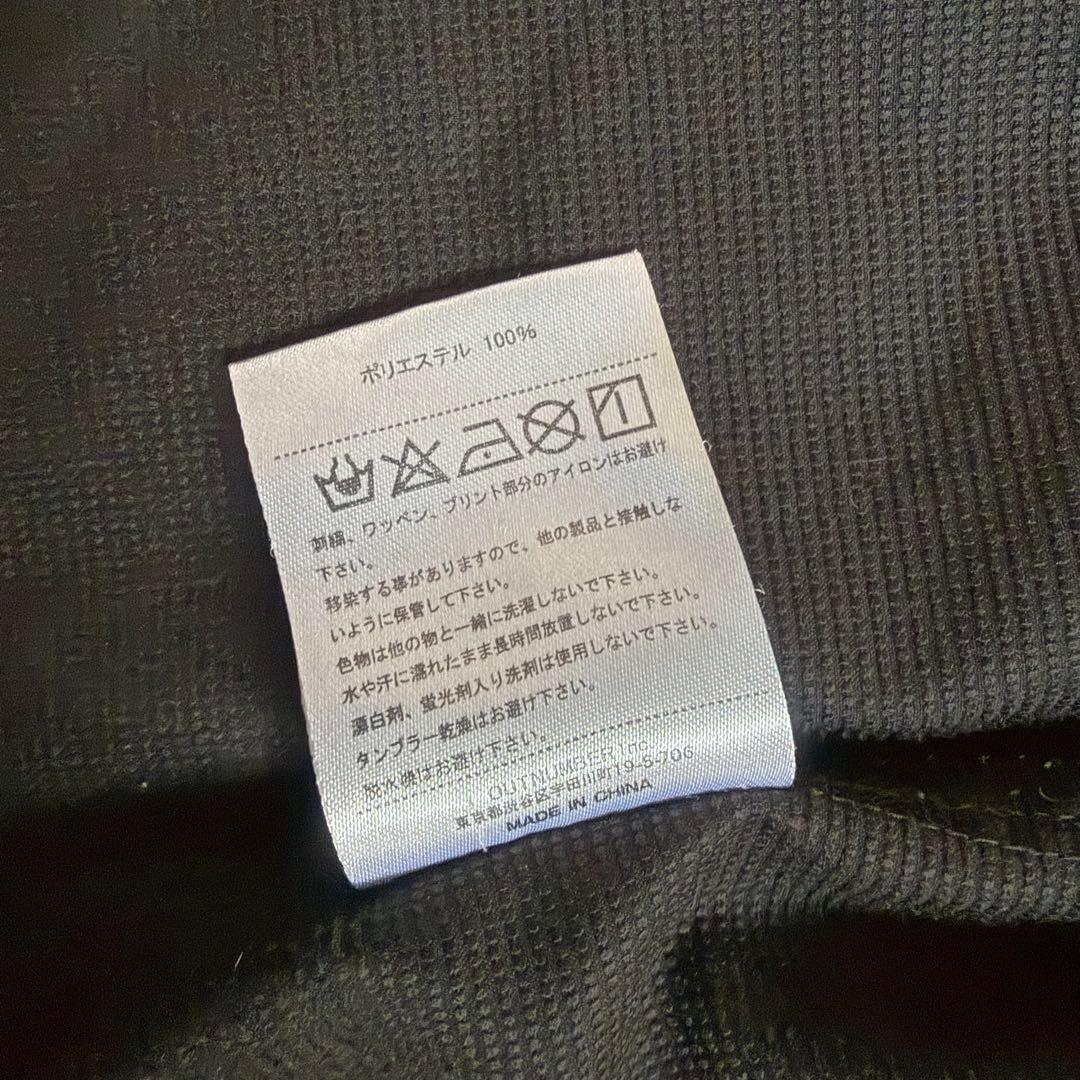 ポリエステル 100%
刺繍、ワッペン、プリント部分のアイロンはお避け
下さい。
移染する事がありますので、他の製品と接触しな
いように保管して下さい。
色物は他の物と一緒に洗濯しないで下さい。
水や汗に濡れたまま長時間放置しないで下さい。
漂白剤、蛍光剤入り洗剤は使用しないで下さい。
タンブラー乾燥はお避け下さい。
脱水機はお避け下さい。
OUTNUMBER Inc.
東京都渋谷区宇田川町19-5-706
MADE IN CHINA